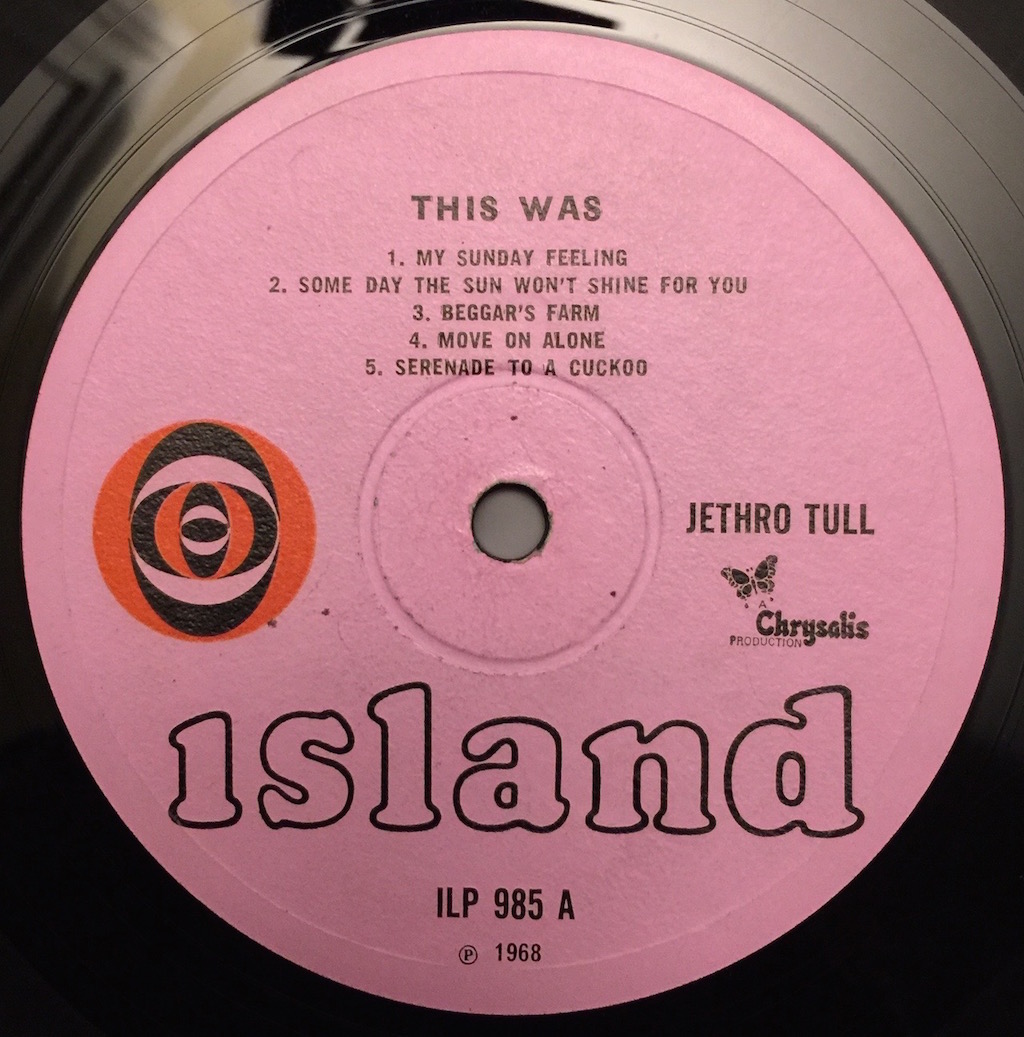 THIS WAS
1. MY SUNDAY FEELING
2. SOME DAY THE SUN WON'T SHINE FOR YOU
3. BEGGAR'S FARM
4. MOVE ON ALONE
5. SERENADE TO A CUCKOO
JETHRO TULL
A
Chrysalis
PRODUCTION
island
ILP 985 A
℗ 1968